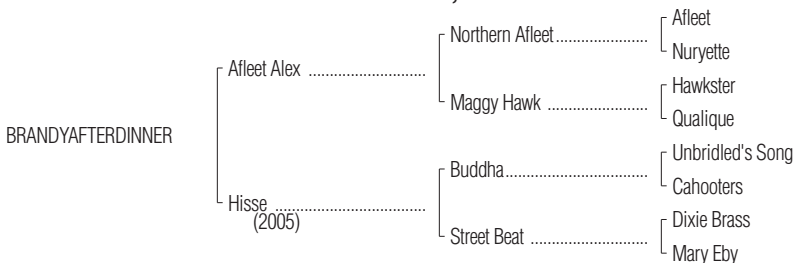 Afleet
Northern Afleet
Nuryette
Afleet Alex
Hawkster
Maggy Hawk
Qualique
BRANDYAFTERDINNER
Unbridled's Song
Buddha
Cahooters
Hisse
(2005)
Dixie Brass
Street Beat
Mary Eby